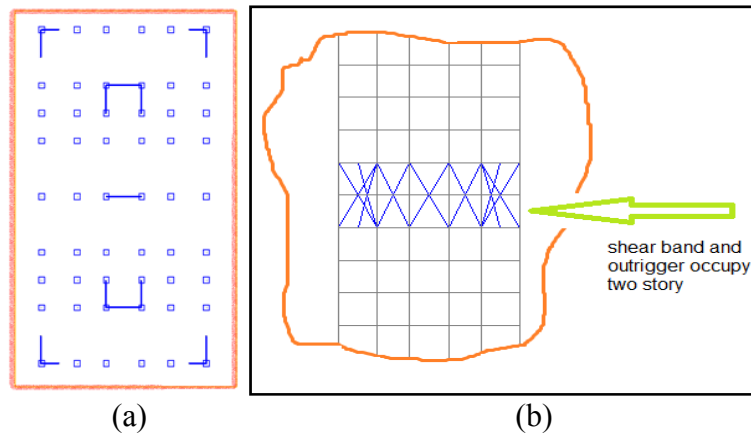 shear band and
outrigger occupy
two story
(a)
(b)